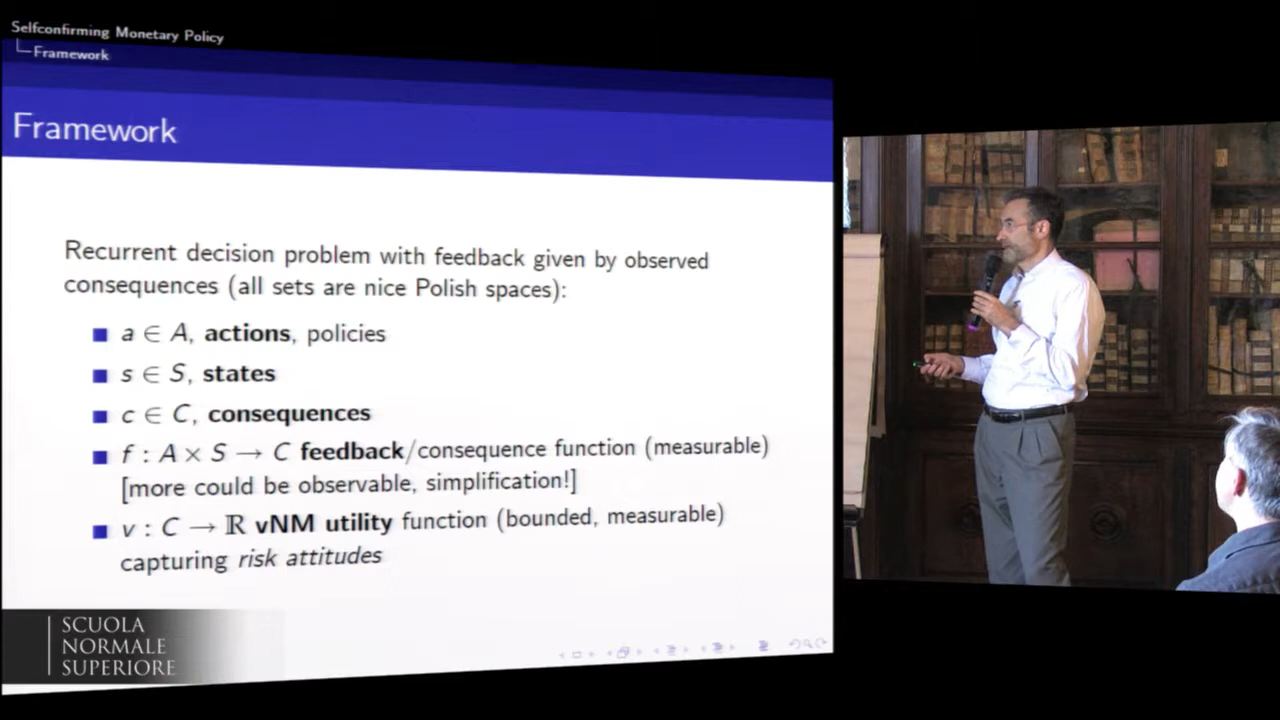 Selfconfirming Monetary Policy
Framework
Framework
Recurrent decision problem with feedback given by observed
consequences (all sets are nice Polish spaces):
a ∈ A, actions, policies
s ∈ S, states
c ∈ C, consequences
f : A × S → C feedback/consequence function (measurable)
[more could be observable, simplification!]
v : C → ℝ vNM utility function (bounded, measurable)
capturing risk attitudes
SCUOLA
NORMALE
SUPERIORE